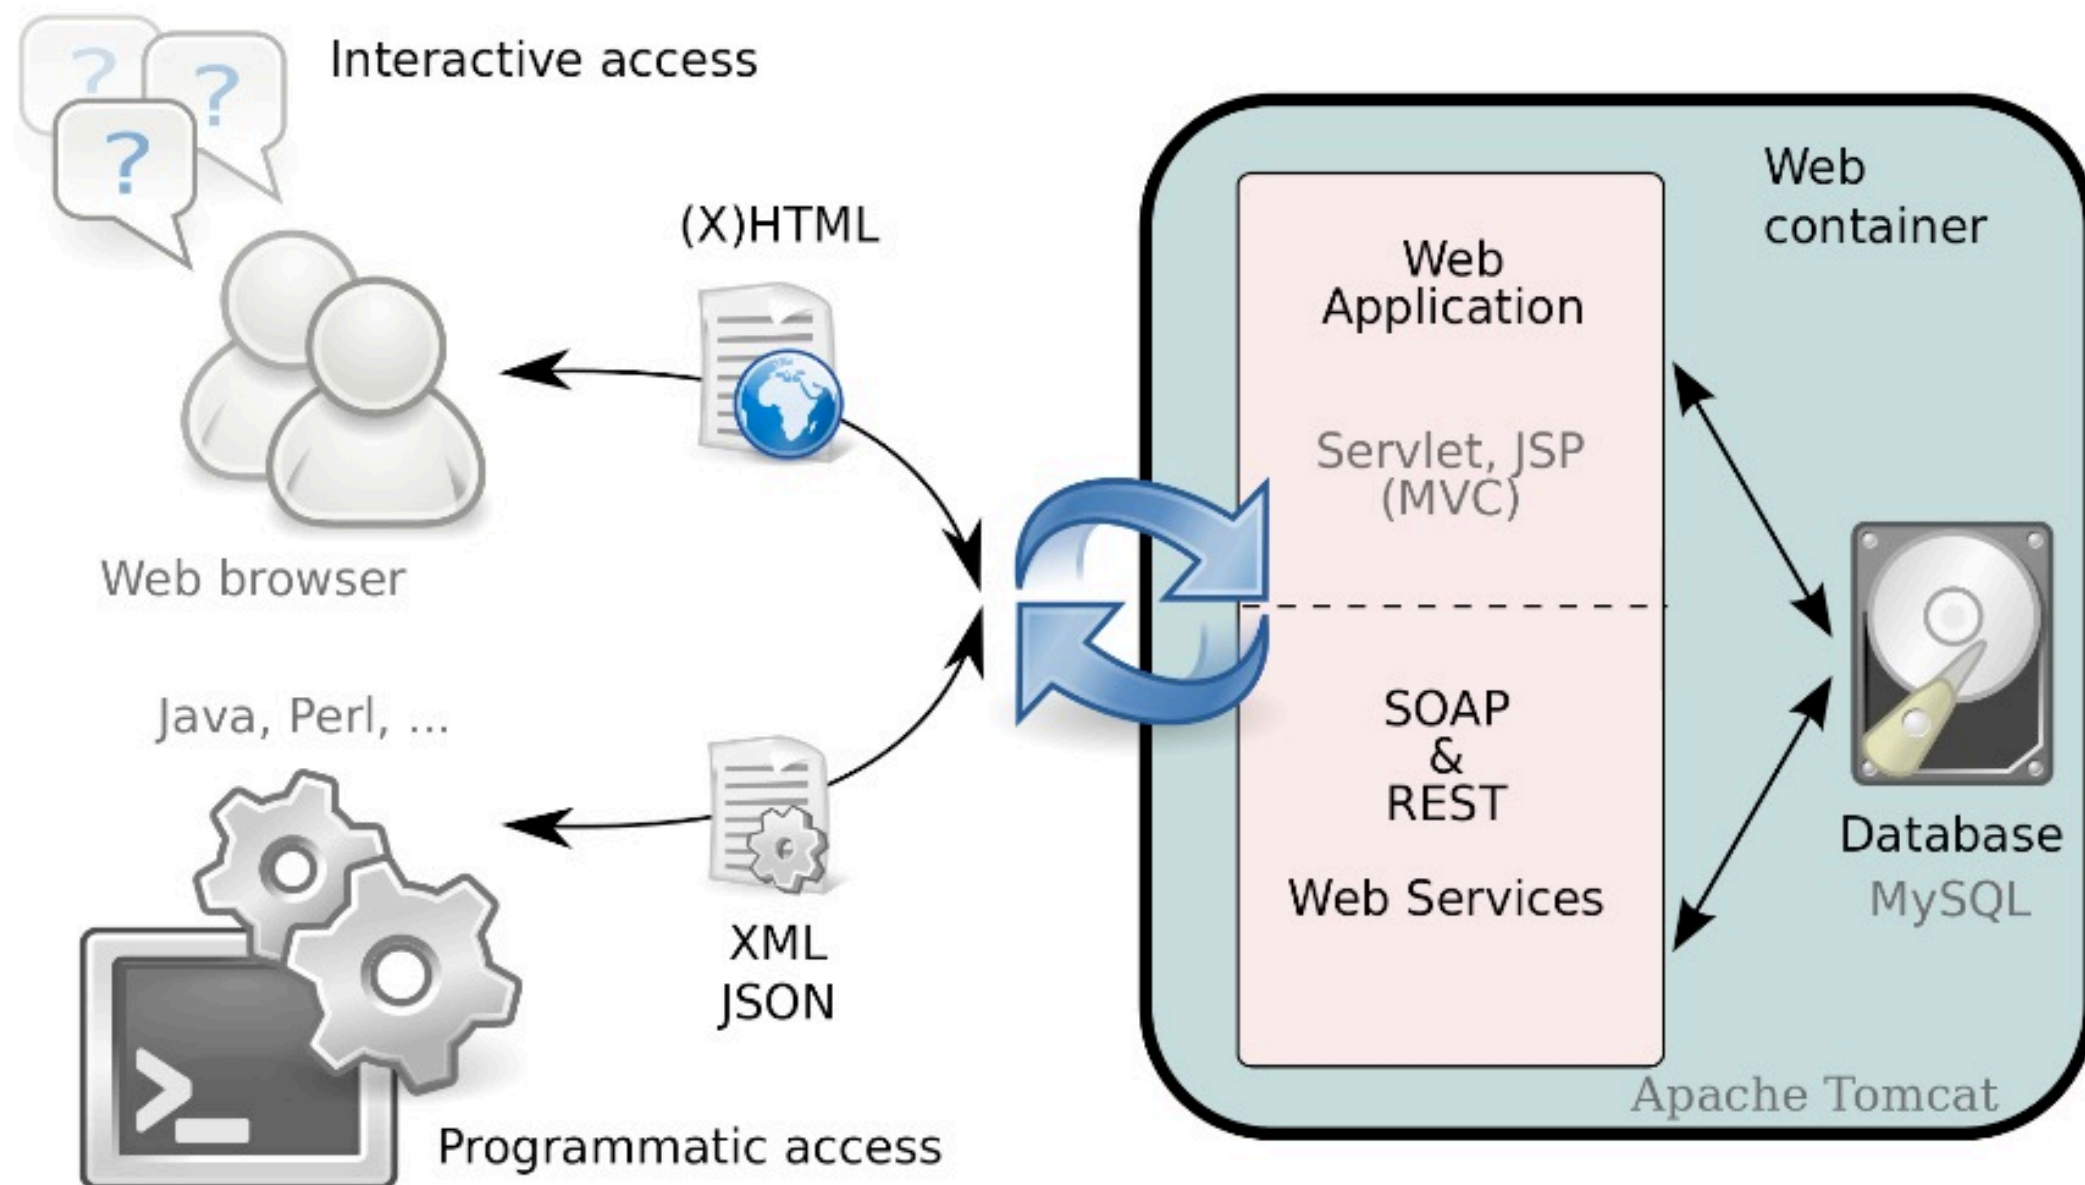 ? ? ?
Interactive access
(X)HTML
Web browser
Java, Perl, ...
>_
XML
JSON
Programmatic access
Web
container
Web
Application
Servlet, JSP
(MVC)
SOAP
&
REST
Web Services
Database
MySQL
Apache Tomcat